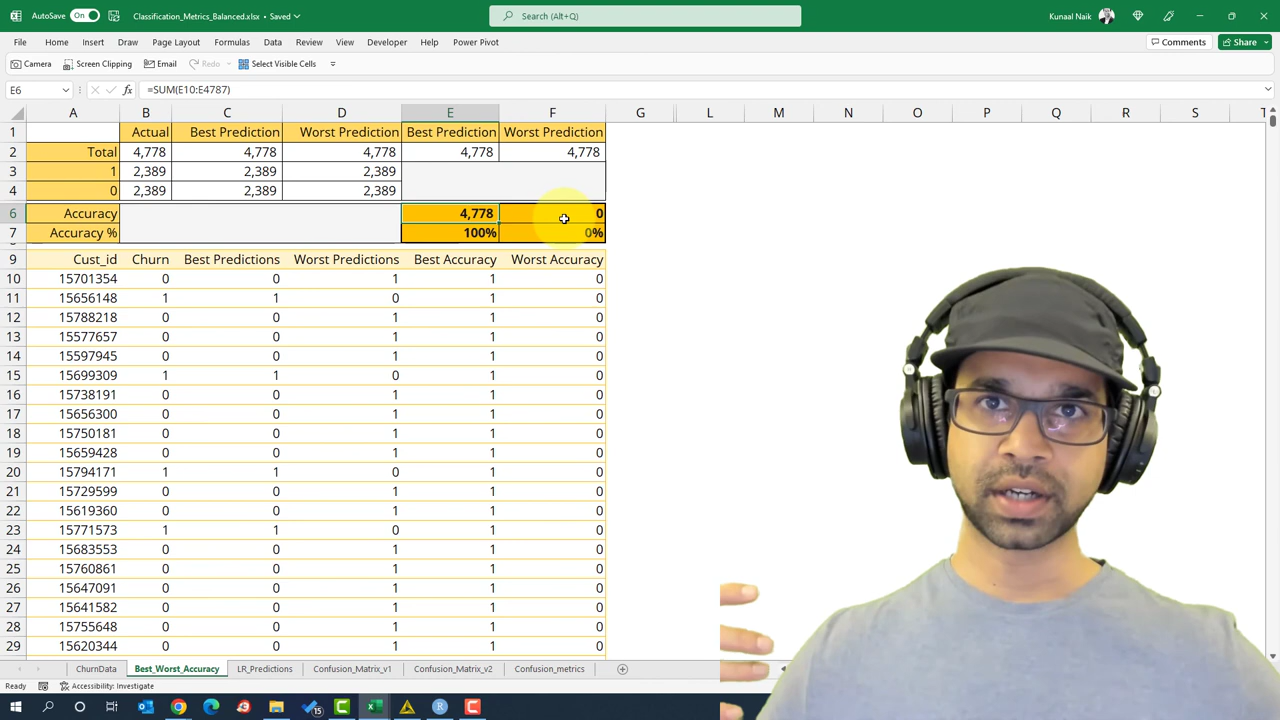 AutoSave On Classification_Metrics_Balanced.xlsx • Saved Search (Alt+Q) Kunaal Naik
File Home Insert Draw Page Layout Formulas Data Review View Developer Help Power Pivot Comments Share
Camera Screen Clipping Email Redo Select Visible Cells
E6 fx =SUM(E10:E4787)
A B C D E F G L M N O P Q R S T
1 Actual Best Prediction Worst Prediction Best Prediction Worst Prediction
2 Total 4,778 4,778 4,778 4,778 4,778
3 1 2,389 2,389 2,389
4 0 2,389 2,389 2,389
6 Accuracy 4,778 0
7 Accuracy % 100% 0%
9 Cust_id Churn Best Predictions Worst Predictions Best Accuracy Worst Accuracy
10 15701354 0 0 1 1 0
11 15656148 1 1 0 1 0
12 15788218 0 0 1 1 0
13 15577657 0 0 1 1 0
14 15597945 0 0 1 1 0
15 15699309 1 1 0 1 0
16 15738191 0 0 1 1 0
17 15656300 0 0 1 1 0
18 15750181 0 0 1 1 0
19 15659428 0 0 1 1 0
20 15794171 1 1 0 1 0
21 15729599 0 0 1 1 0
22 15619360 0 0 1 1 0
23 15771573 1 1 0 1 0
24 15683553 0 0 1 1 0
25 15760861 0 0 1 1 0
26 15647091 0 0 1 1 0
27 15641582 0 0 1 1 0
28 15755648 0 0 1 1 0
29 15620344 0 0 1 1 0
ChurnData Best_Worst_Accuracy LR_Predictions Confusion_Matrix_v1 Confusion_Matrix_v2 Confusion_metrics
Ready Accessibility: Investigate
15